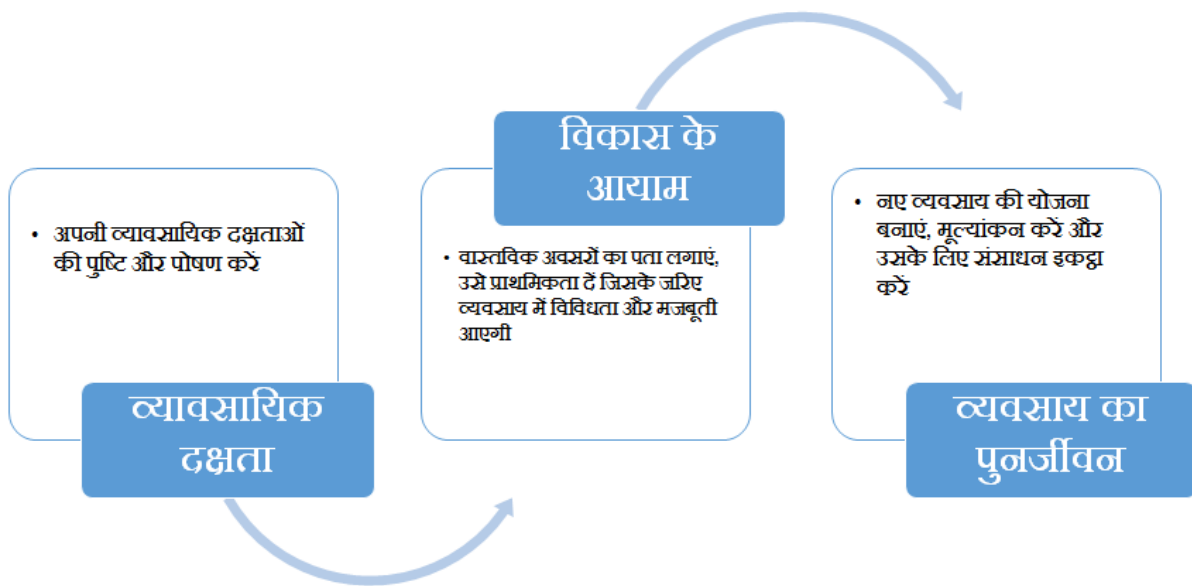 • अपनी व्यावसायिक दक्षताओं
की पुष्टि और पोषण करें
व्यावसायिक
दक्षता
विकास के
आयाम
• वास्तविक अवसरों का पता लगाएं,
उसे प्राथमिकता दें जिसके जरिए
व्यवसाय में विविधता और मजबूती
आएगी
• नए व्यवसाय की योजना
बनाएं, मूल्यांकन करें और
उसके लिए संसाधन इकट्ठा
करें
व्यवसाय का
पुनर्जीवन